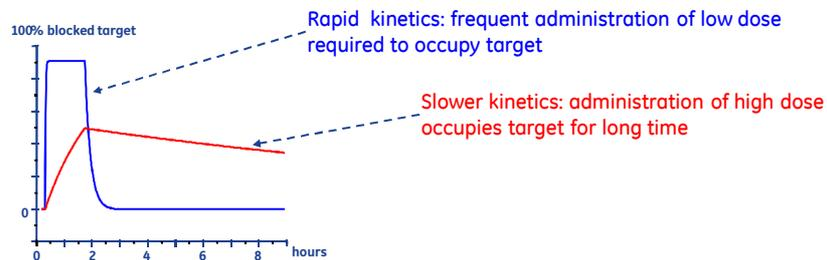 Rapid kinetics: frequent administration of low dose
required to occupy target
100% blocked target
Slower kinetics: administration of high dose
occupies target for long time
0
0 2 4 6 8 hours